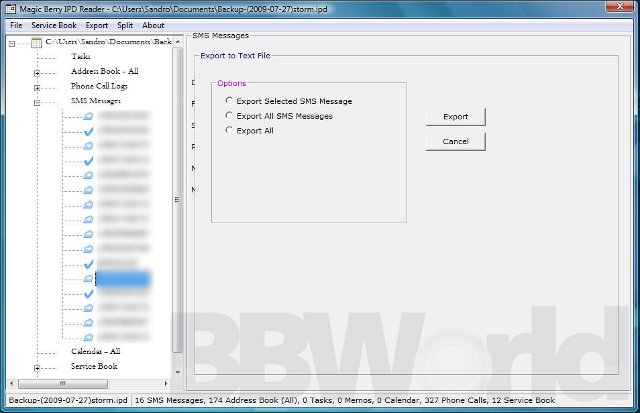 Magic Berry IPD Reader - C:\Users\Sandro\Documents\Backup-(2009-07-27)storm.ipd
File Service Book Export Split About
C:\Users\Sandro\Documents\Back
Tasks
Address Book - All
Phone Call Logs
SMS Messages
Calendar - All
Service Book
SMS Messages
Export to Text File
Options
Export Selected SMS Message
Export All SMS Messages
Export All
Export
Cancel
BBWorld
Backup-(2009-07-27)storm.ipd 16 SMS Messages, 174 Address Book (All), 0 Tasks, 0 Memos, 0 Calendar, 327 Phone Calls, 12 Service Book